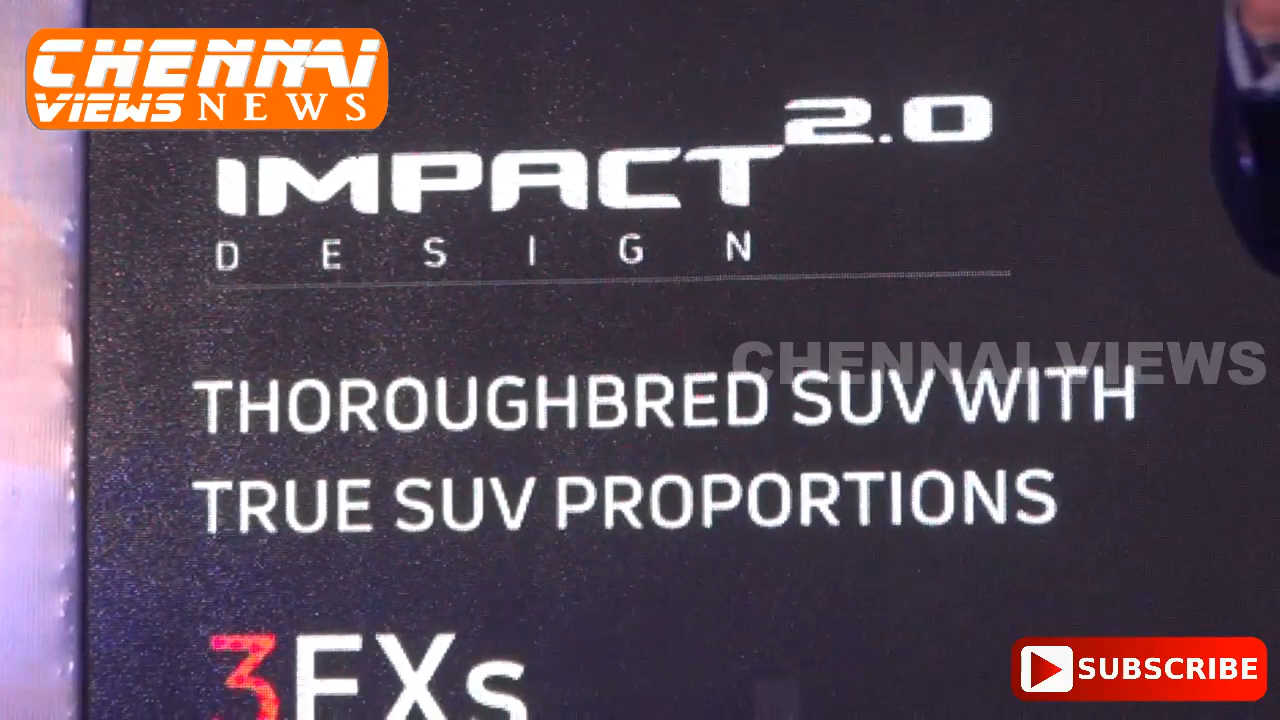 CHENNAI
VIEWS NEWS
IMPACT 2.0
DESIGN
CHENNAI VIEWS
THOROUGHBRED SUV WITH
TRUE SUV PROPORTIONS
3EXs
SUBSCRIBE